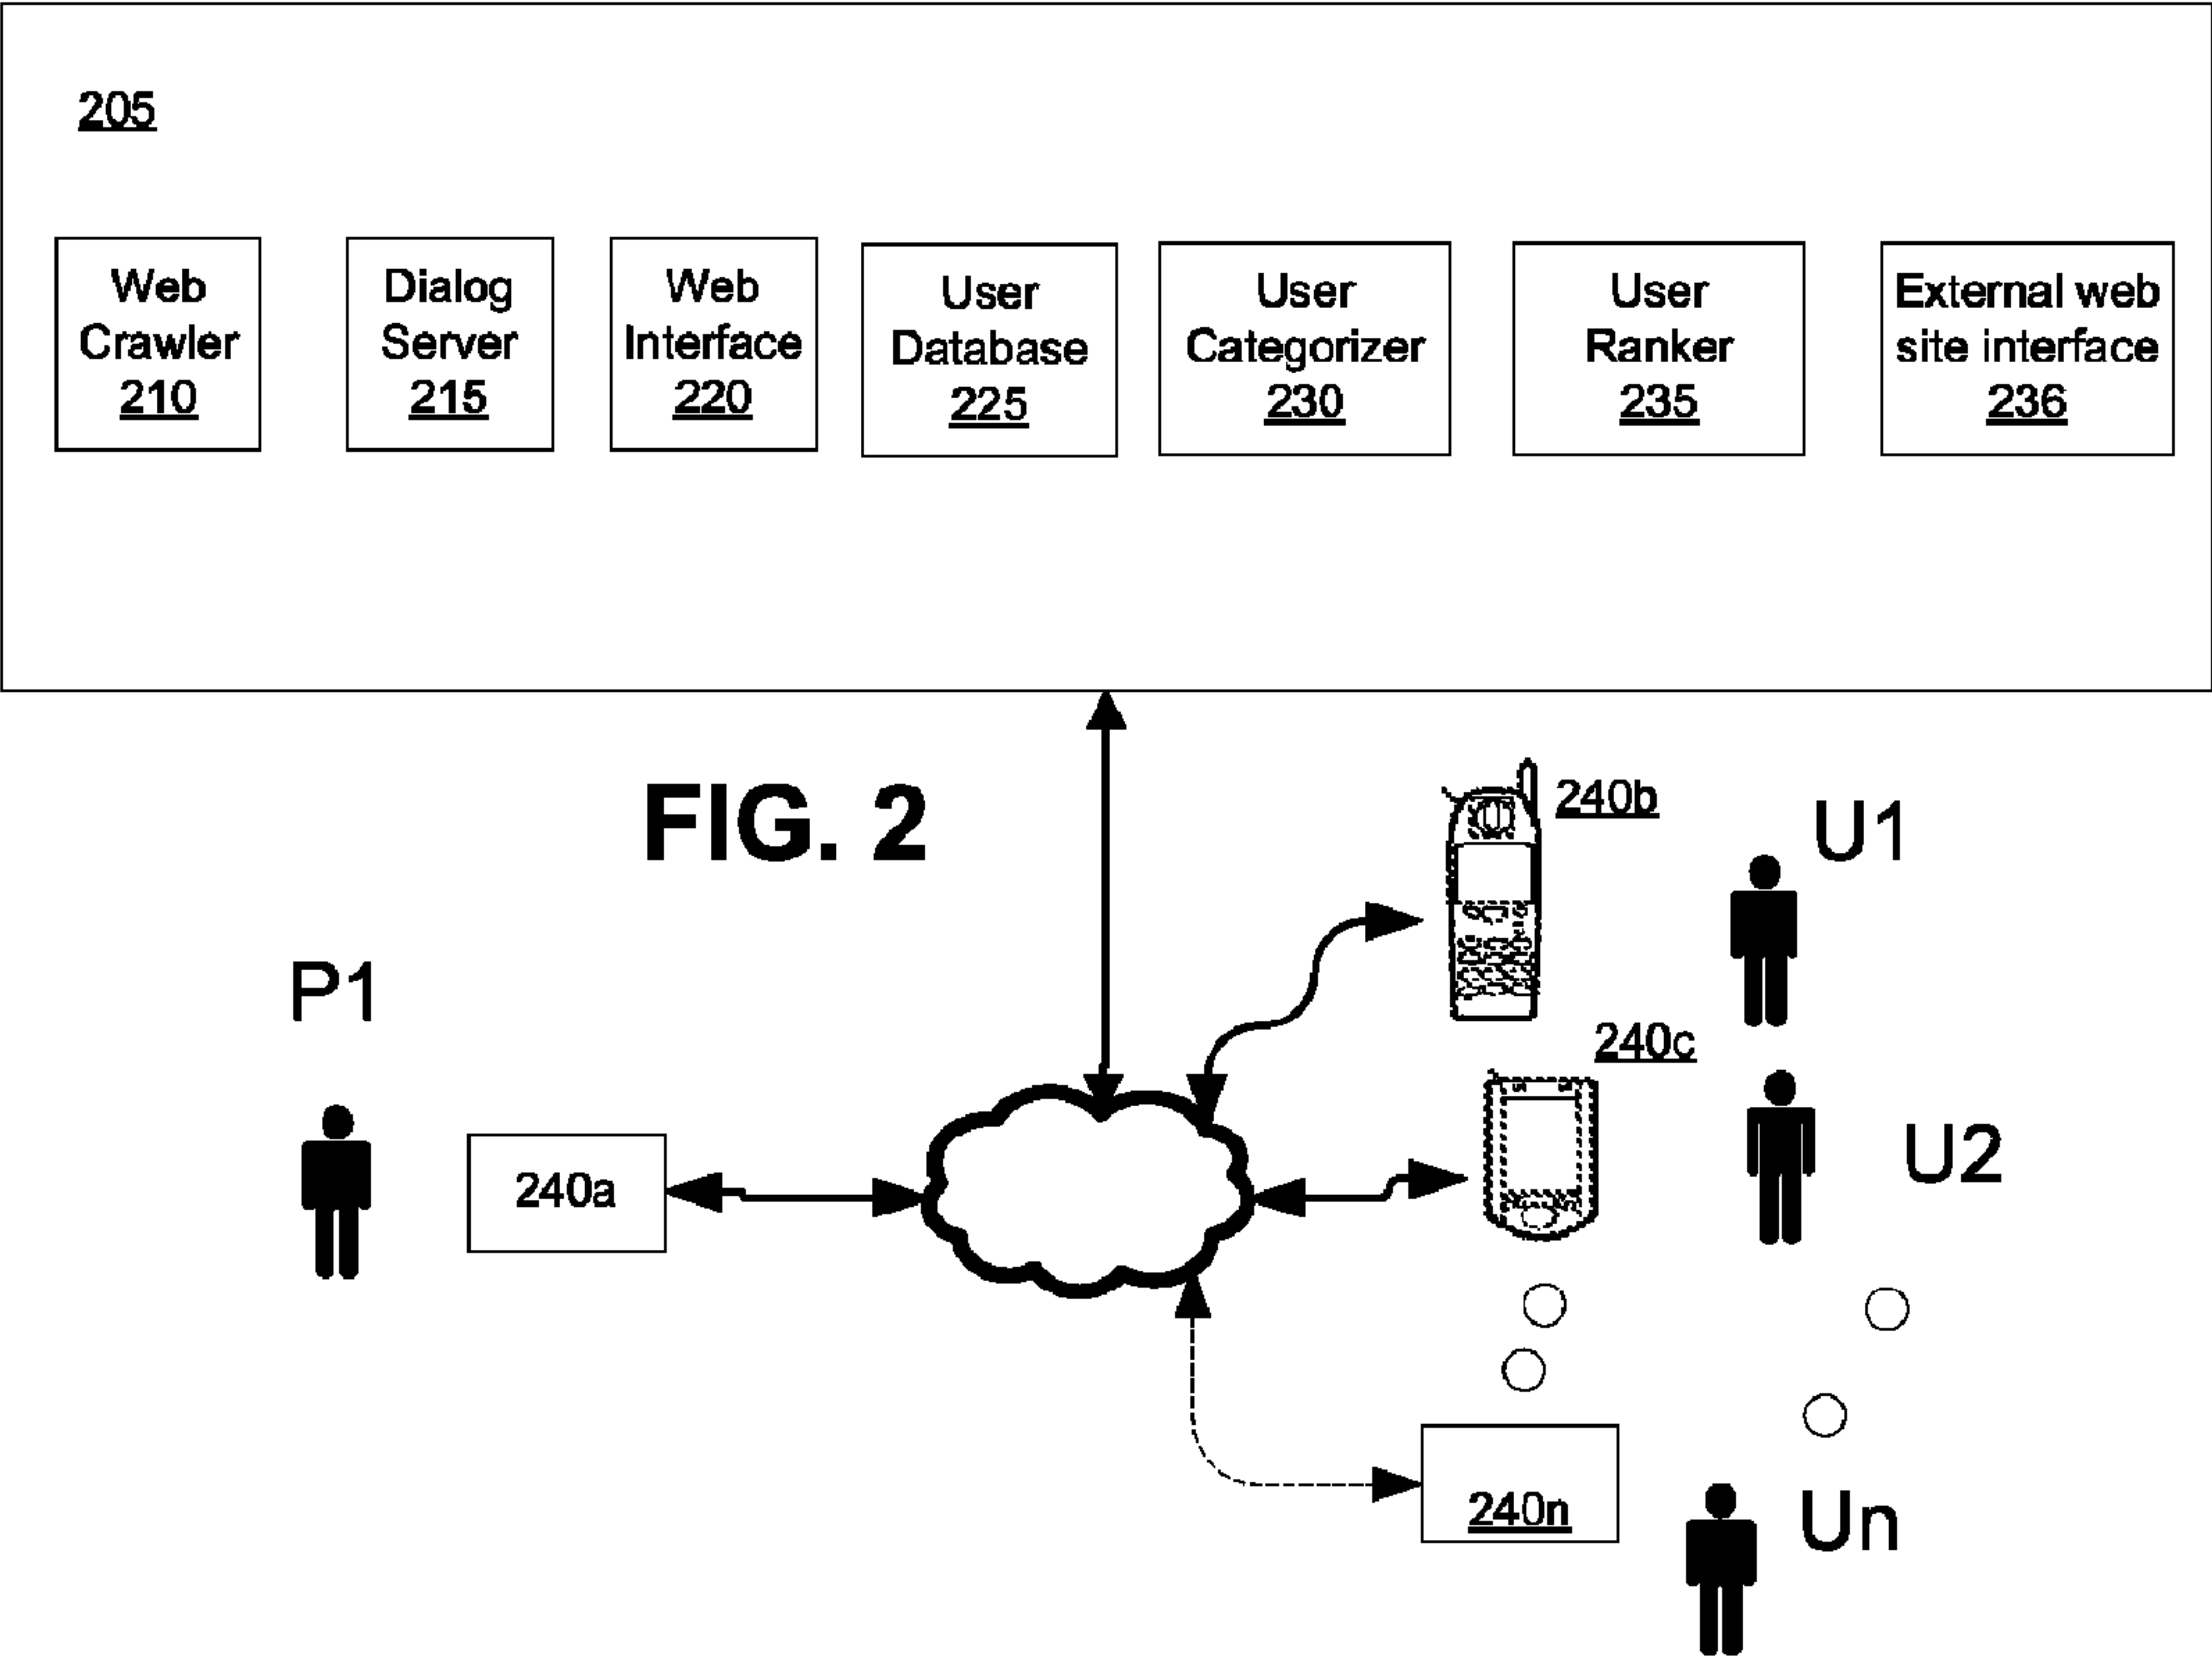 205
Web
Crawler
210
Dialog
Server
215
Web
Interface
220
User
Database
225
User
Categorizer
230
User
Ranker
235
External web
site interface
236
FIG. 2
240b
U1
P1
240c
240a
U2
240n
Un